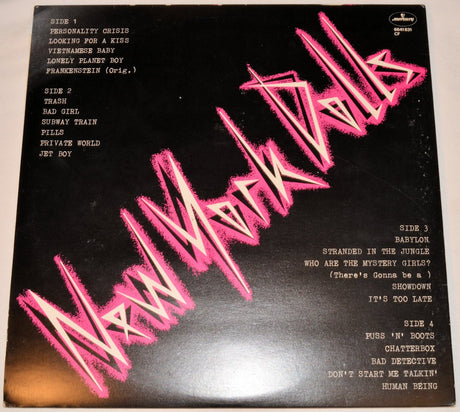 SIDE 1
PERSONALITY CRISIS
LOOKING FOR A KISS
VIETNAMESE BABY
LONELY PLANET BOY
FRANKENSTEIN (Orig.)
SIDE 2
TRASH
BAD GIRL
SUBWAY TRAIN
PILLS
PRIVATE WORLD
JET BOY
mercury
6641631
CF
New York Dolls
SIDE 3
BABYLON
STRANDED IN THE JUNGLE
WHO ARE THE MYSTERY GIRLS?
(There's Gonna be a )
SHOWDOWN
IT'S TOO LATE
SIDE 4
PUSS 'N' BOOTS
CHATTERBOX
BAD DETECTIVE
DON'T START ME TALKIN'
HUMAN BEING